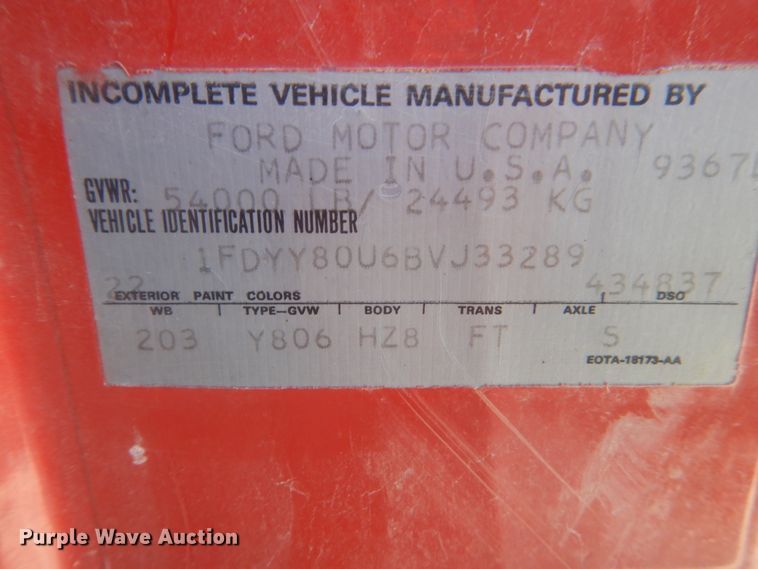 INCOMPLETE VEHICLE MANUFACTURED BY
FORD MOTOR COMPANY
MADE IN U.S.A. 9367L
GVWR: 54000 LB/ 24493 KG
VEHICLE IDENTIFICATION NUMBER
1FDYY80U6BVJ33289
22 434837
EXTERIOR PAINT COLORS DSO
WB TYPE-GVW BODY TRANS AXLE
203 Y806 HZ8 FT S
EOTA-18173-AA
Purple Wave Auction